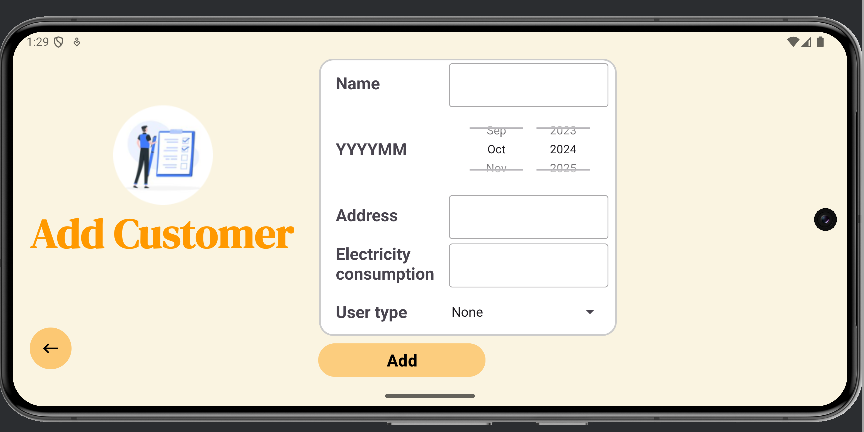 1:29
Add Customer
Name
YYYYMM
Sep 2023
Oct 2024
Nov 2025
Address
Electricity
consumption
User type None
Add